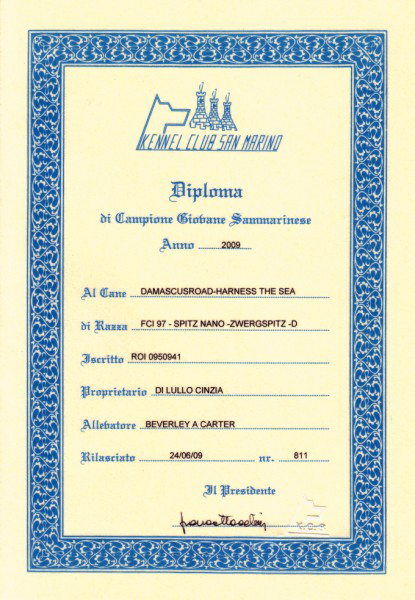 KENNEL CLUB SAN MARINO
Diploma
di Campione Giovane Sammarinese
Anno 2009
Al Cane DAMASCUSROAD-HARNESS THE SEA
di Razza FCI 97 - SPITZ NANO -ZWERGSPITZ -D
Iscritto ROI 0950941
Proprietario DI LULLO CINZIA
Allevatore BEVERLEY A CARTER
Rilasciato 24/06/09 nr. 811
Il Presidente